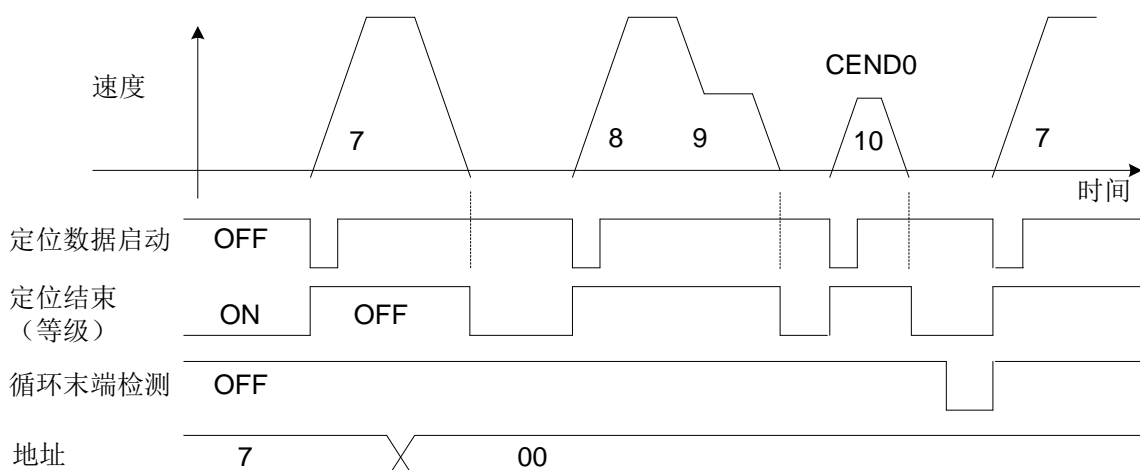 CEND0
速度
7
8
9
10
7
时间
定位数据启动
OFF
定位结束
（等级）
ON
OFF
循环末端检测
OFF
地址
7
00